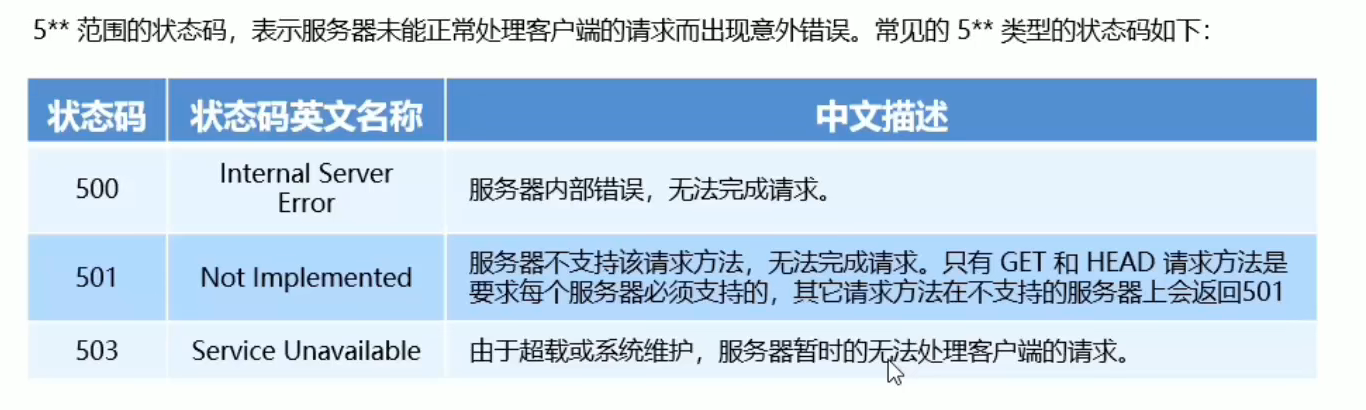 5** 范围的状态码，表示服务器未能正常处理客户端的请求而出现意外错误。常见的 5** 类型的状态码如下：
状态码 状态码英文名称 中文描述
500 Internal Server Error 服务器内部错误，无法完成请求。
501 Not Implemented 服务器不支持该请求方法，无法完成请求。只有 GET 和 HEAD 请求方法是
要求每个服务器必须支持的，其它请求方法在不支持的服务器上会返回501
503 Service Unavailable 由于超载或系统维护，服务器暂时的无法处理客户端的请求。